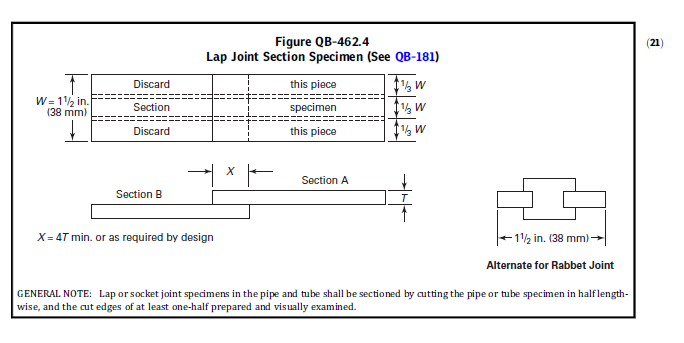 Figure QB-462.4
(21)
Lap Joint Section Specimen (See QB-181)
Discard this piece 1/3 W
W = 1 1/2 in.
(38 mm)
Section specimen 1/3 W
Discard this piece 1/3 W
X
Section A
Section B
T
X = 4T min. or as required by design
1 1/2 in. (38 mm)
Alternate for Rabbet Joint
GENERAL NOTE: Lap or socket joint specimens in the pipe and tube shall be sectioned by cutting the pipe or tube specimen in half length-
wise, and the cut edges of at least one-half prepared and visually examined.